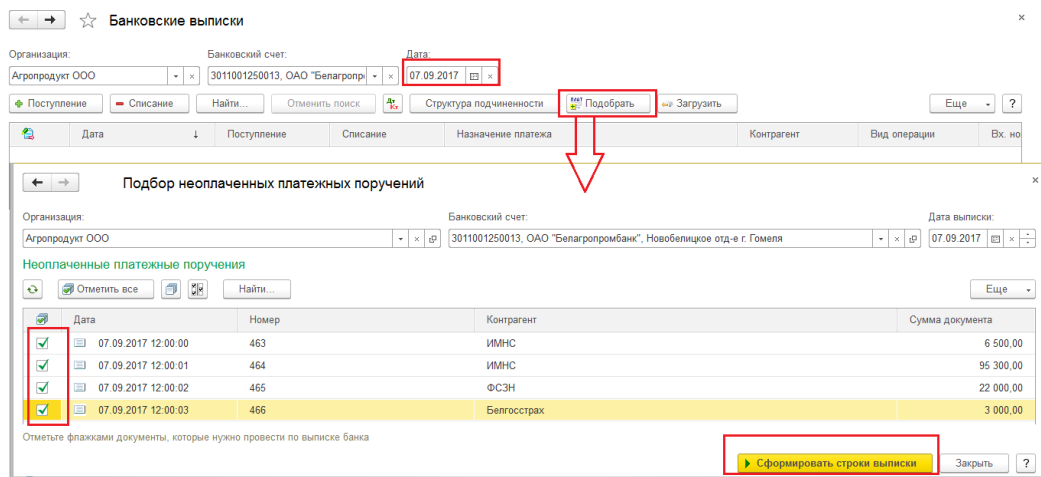 Банковские выписки
Организация: Банковский счет: Дата:
Агропродукт ООО 3011001250013, ОАО "Белагропр 07.09.2017
Поступление Списание Найти... Отменить поиск Дт Кт Структура подчиненности Подобрать Загрузить Еще ?
Дата ↓ Поступление Списание Назначение платежа Контрагент Вид операции Вх. но
Подбор неоплаченных платежных поручений
Организация: Банковский счет: Дата выписки:
Агропродукт ООО 3011001250013, ОАО "Белагропромбанк", Новобелицкое отд-е г. Гомеля 07.09.2017
Неоплаченные платежные поручения
Отметить все Найти... Еще
Дата Номер Контрагент Сумма документа
07.09.2017 12:00:00 463 ИМНС 6 500,00
07.09.2017 12:00:01 464 ИМНС 95 300,00
07.09.2017 12:00:02 465 ФСЗН 22 000,00
07.09.2017 12:00:03 466 Белгосстрах 3 000,00
Отметьте флажками документы, которые нужно провести по выписке банка
Сформировать строки выписки Закрыть ?